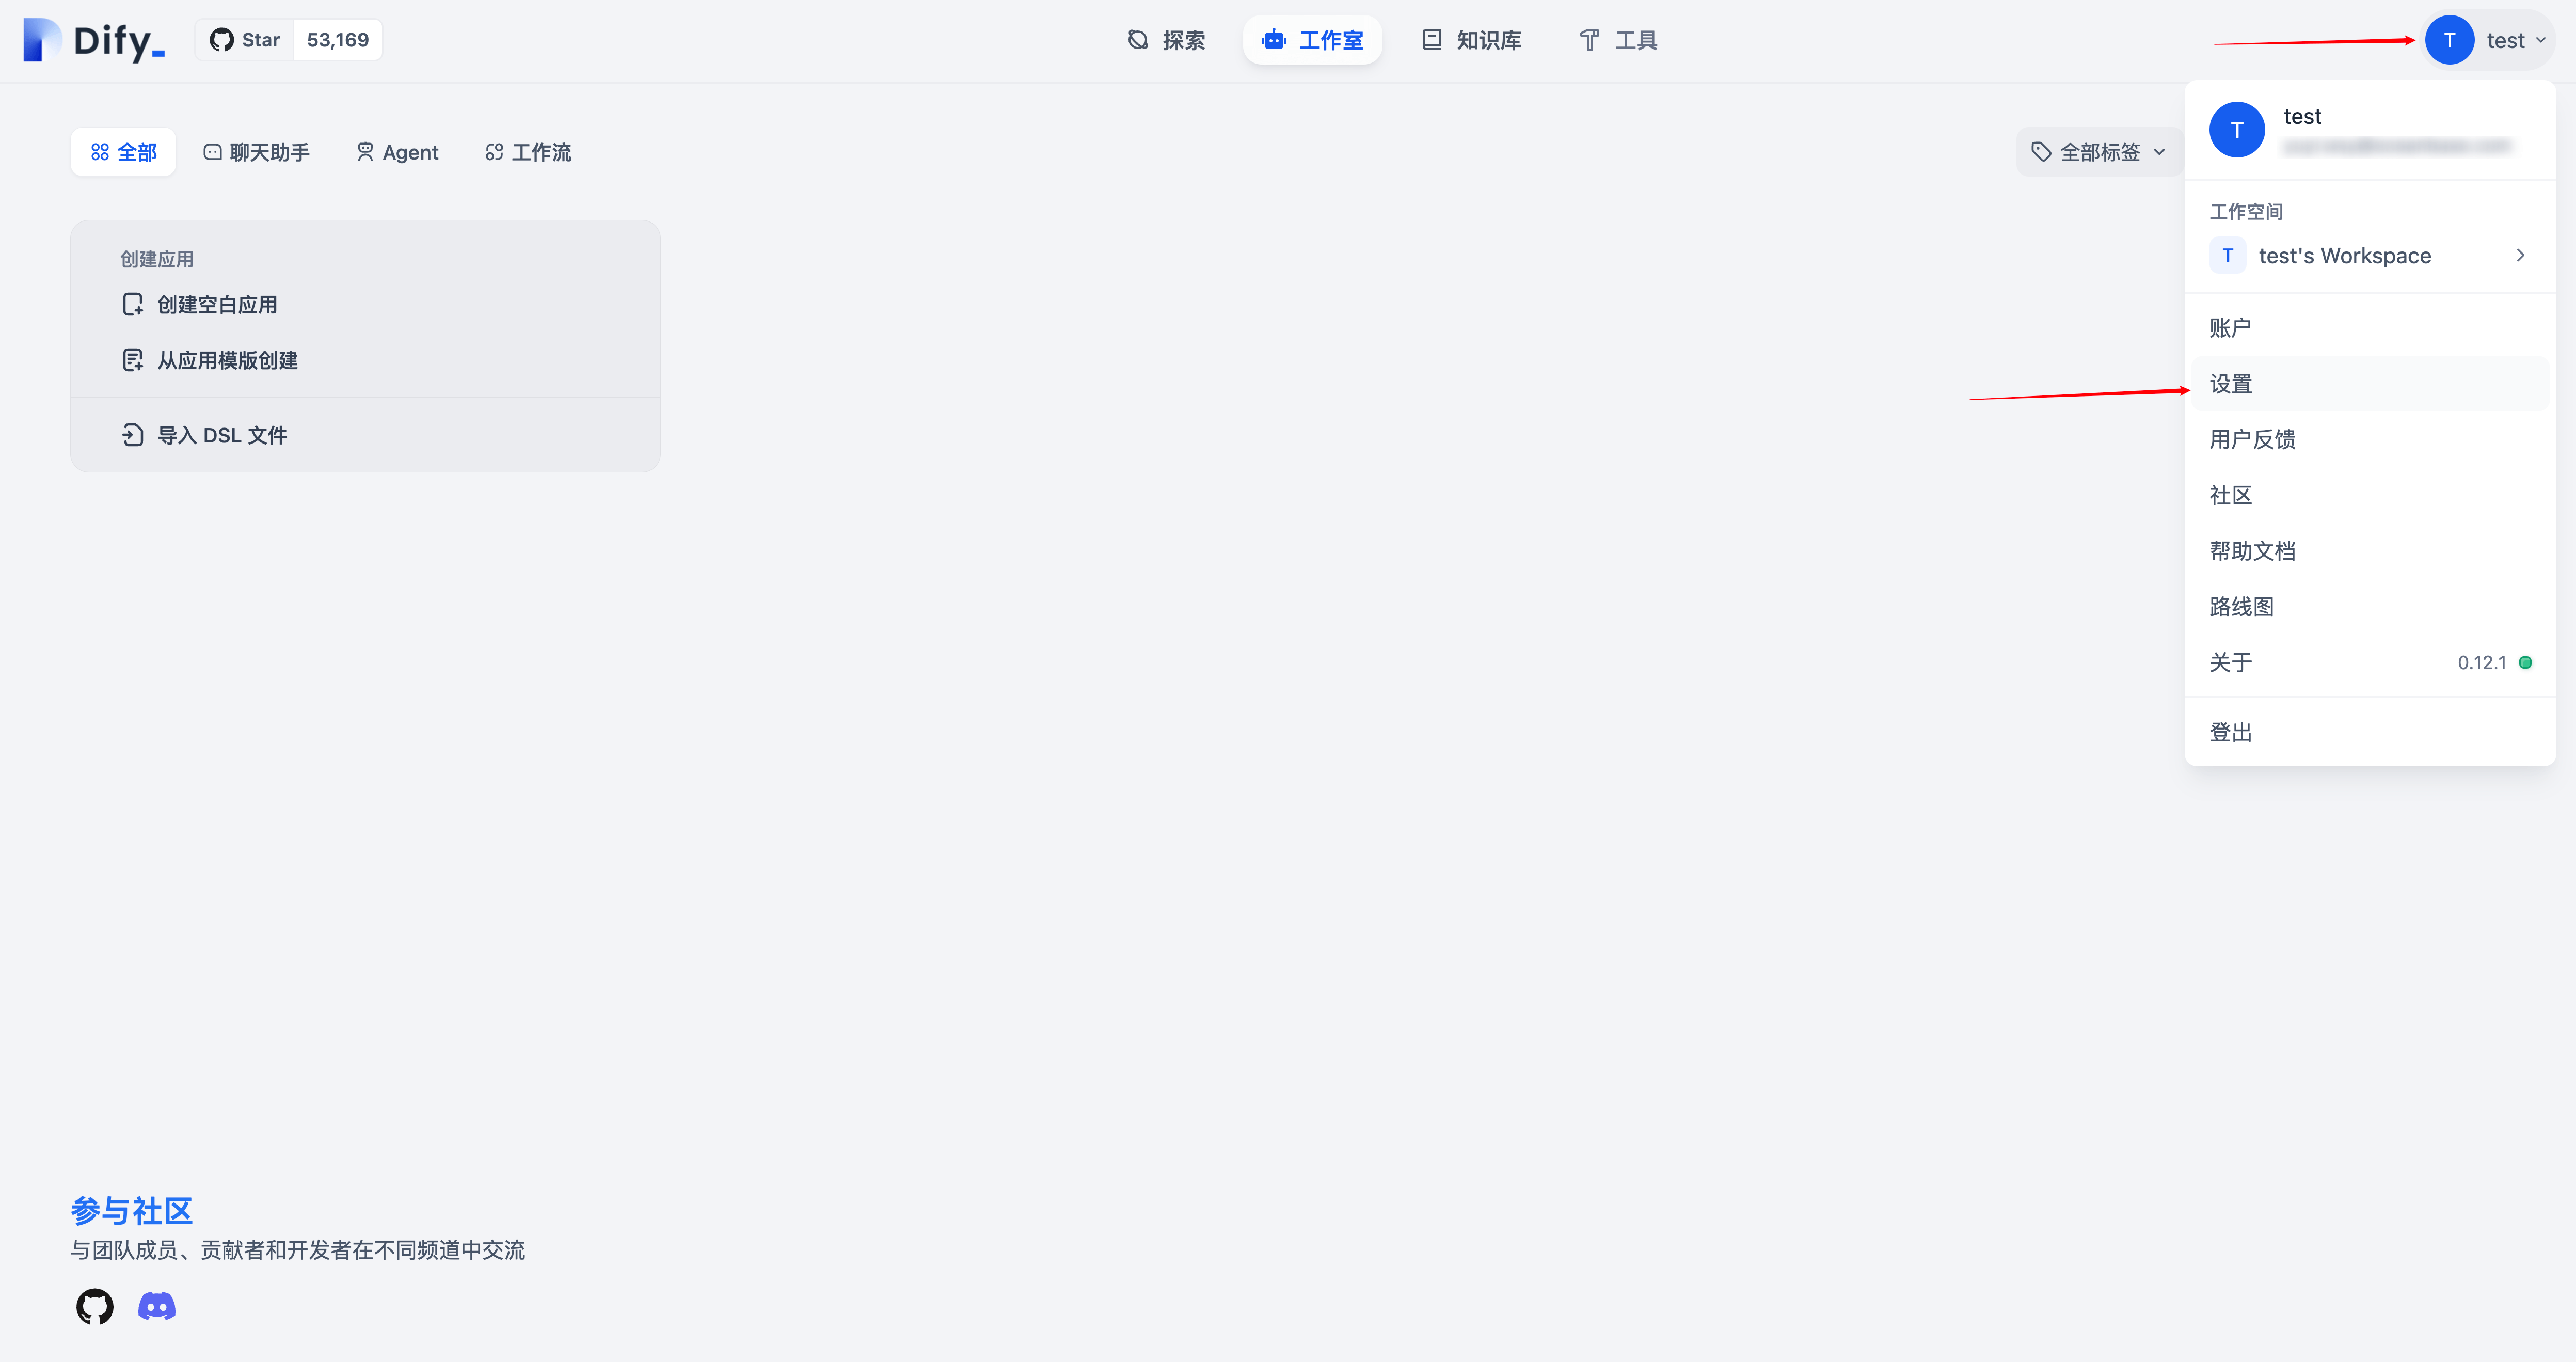 Dify_
Star 53,169
探索
工作室
知识库
工具
T test
全部
聊天助手
Agent
工作流
全部标签
创建应用
创建空白应用
从应用模版创建
导入 DSL 文件
T test
工作空间
T test's Workspace
账户
设置
用户反馈
社区
帮助文档
路线图
关于 0.12.1
登出
参与社区
与团队成员、贡献者和开发者在不同频道中交流